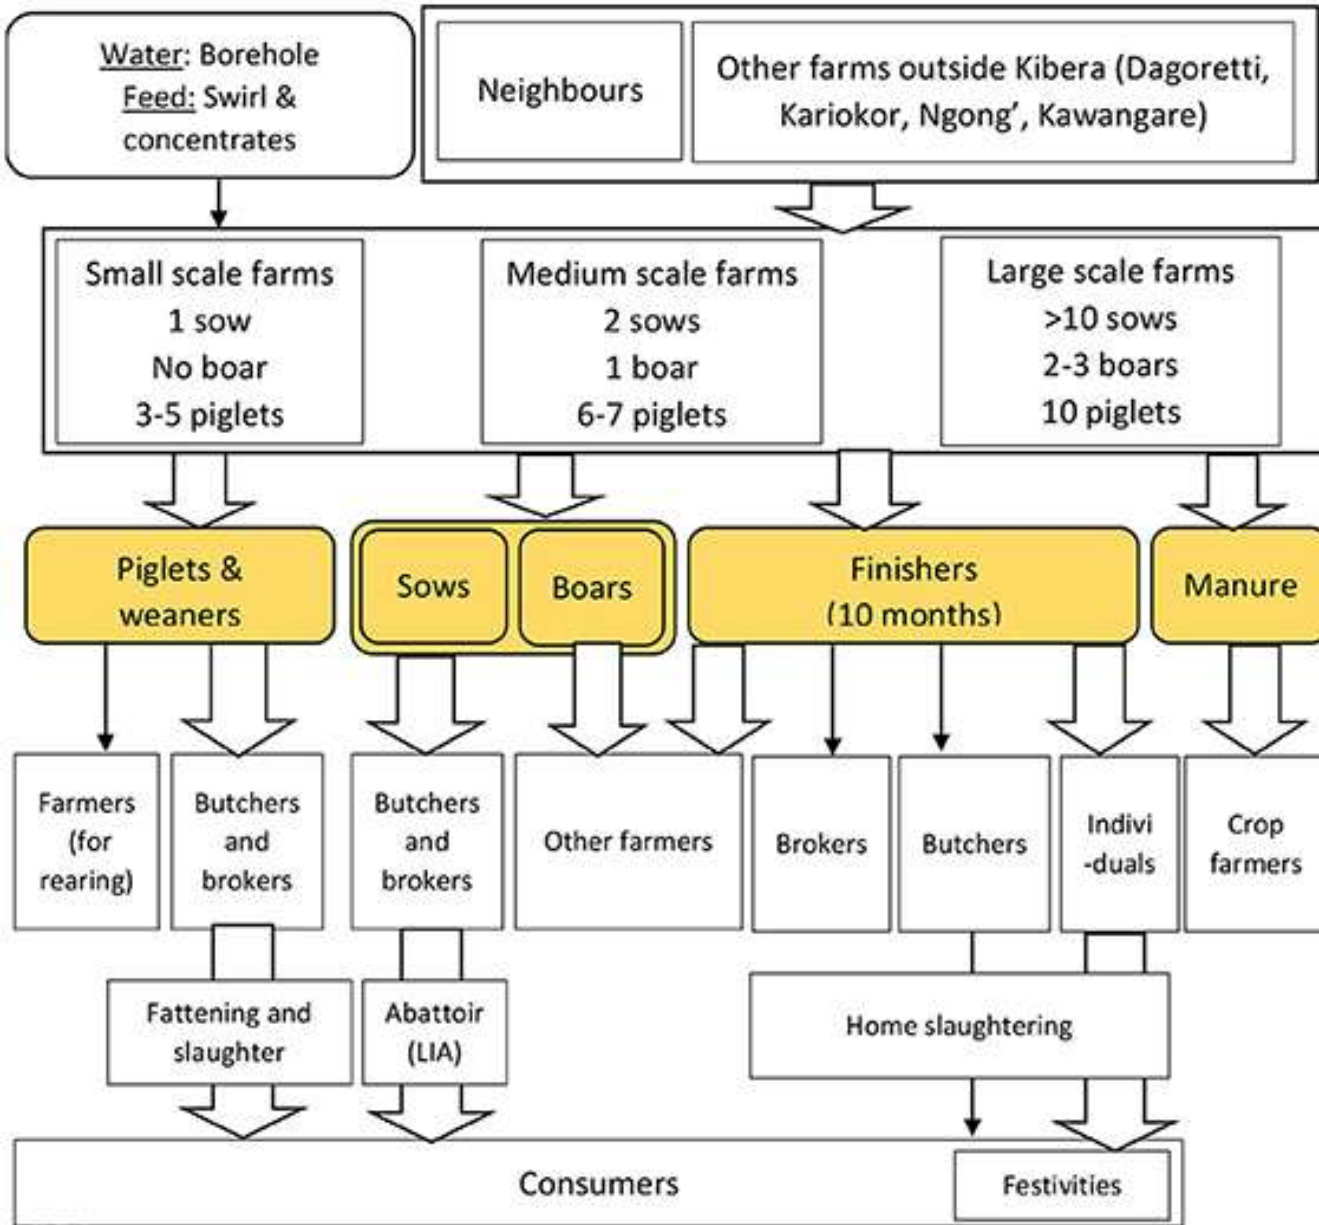 Water: Borehole
Feed: Swirl &
concentrates
Neighbours
Other farms outside Kibera (Dagoretti,
Kariokor, Ngong’, Kawangare)
Small scale farms
1 sow
No boar
3-5 piglets
Medium scale farms
2 sows
1 boar
6-7 piglets
Large scale farms
>10 sows
2-3 boars
10 piglets
Piglets &
weaners
Sows
Boars
Finishers
(10 months)
Manure
Farmers
(for
rearing)
Butchers
and
brokers
Butchers
and
brokers
Other farmers
Brokers
Butchers
Indivi
-duals
Crop
farmers
Fattening and
slaughter
Abattoir
(LIA)
Home slaughtering
Consumers
Festivities